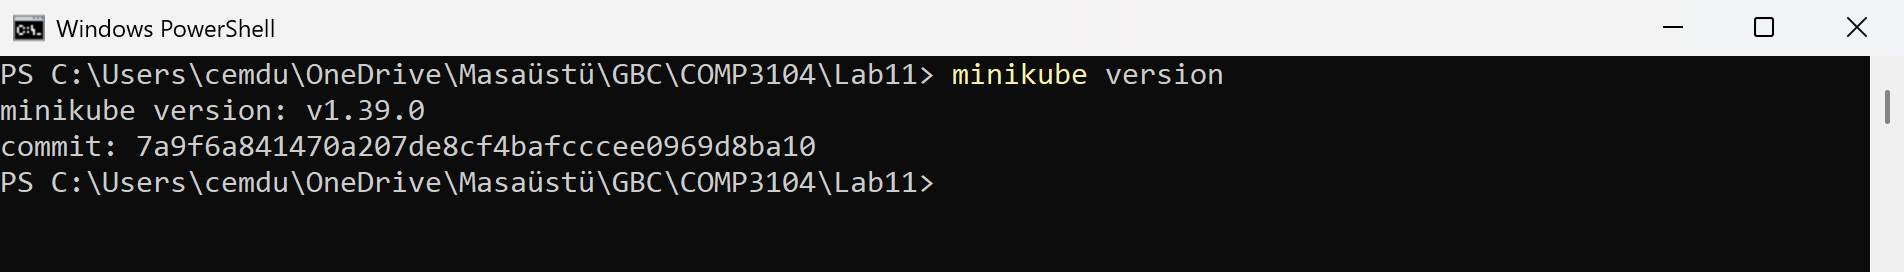 Windows PowerShell
PS C:\Users\cemdu\OneDrive\Masaüstü\GBC\COMP3104\Lab11> minikube version
minikube version: v1.39.0
commit: 7a9f6a841470a207de8cf4bafcccee0969d8ba10
PS C:\Users\cemdu\OneDrive\Masaüstü\GBC\COMP3104\Lab11>